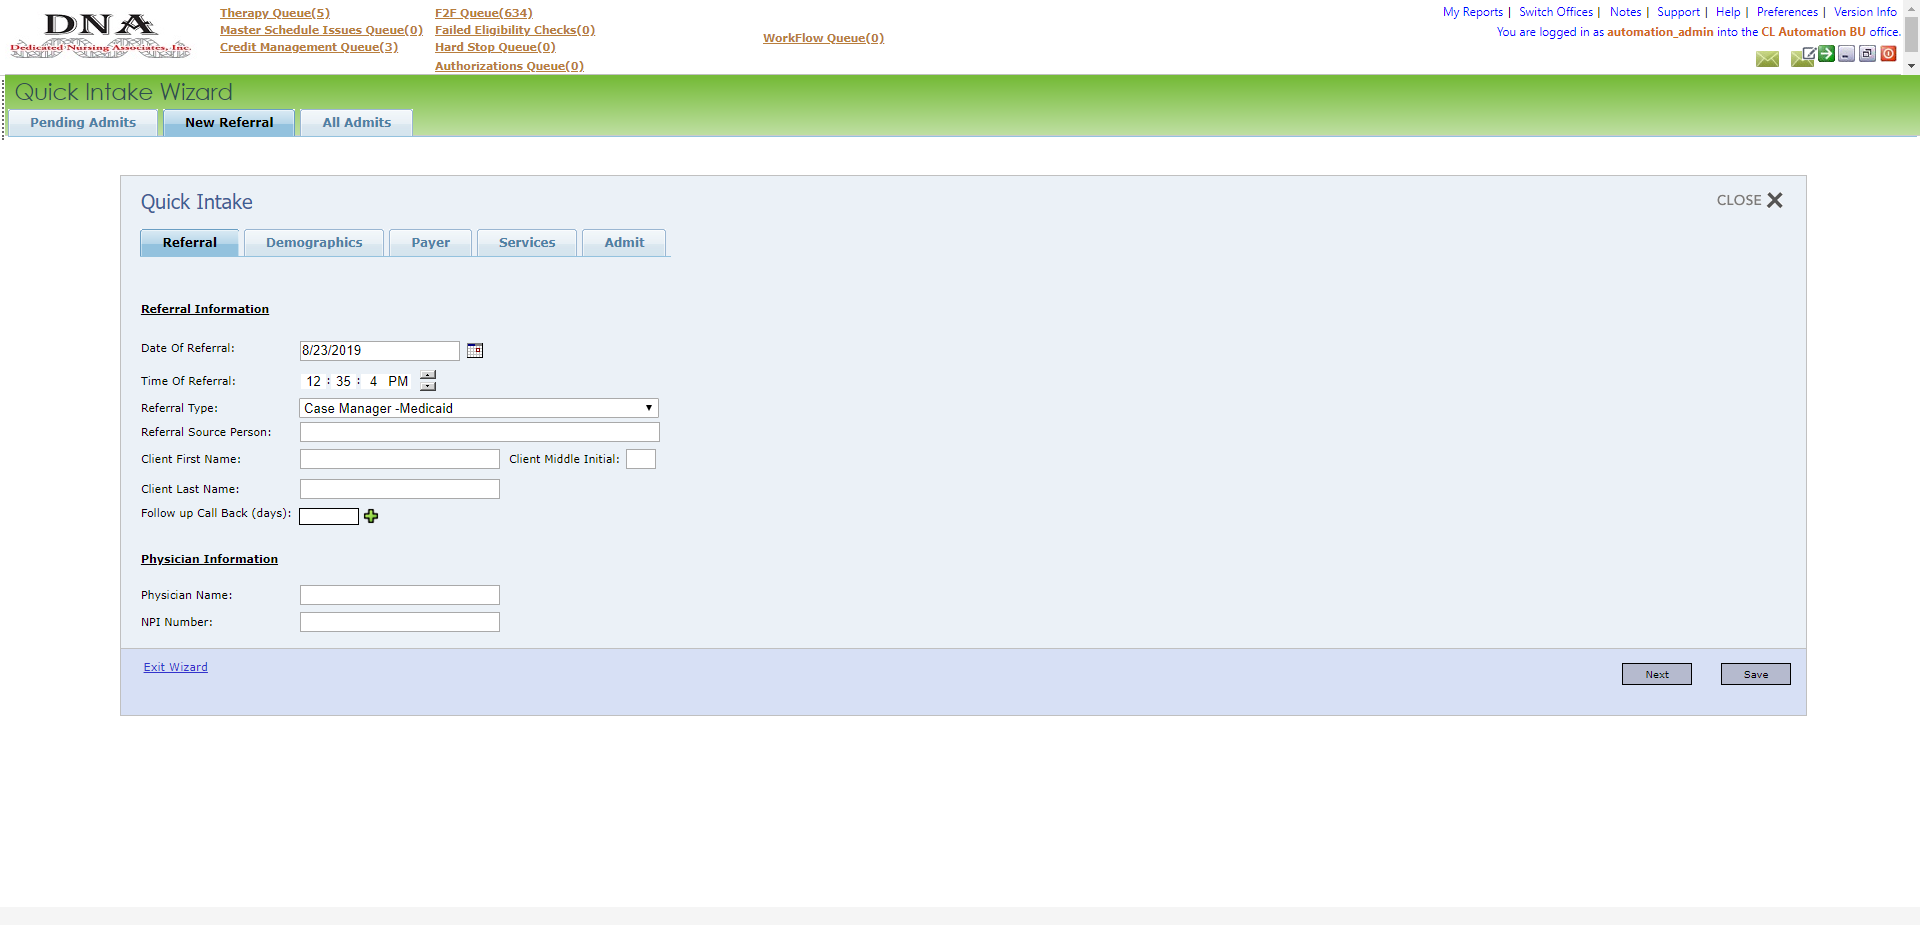 DNA
Dedicated Nursing Associates, Inc.
Therapy Queue(5)
Master Schedule Issues Queue(0)
Credit Management Queue(3)
F2F Queue(634)
Failed Eligibility Checks(0)
Hard Stop Queue(0)
Authorizations Queue(0)
WorkFlow Queue(0)
My Reports | Switch Offices | Notes | Support | Help | Preferences | Version Info
You are logged in as automation_admin into the CL Automation BU office.
Quick Intake Wizard
Pending Admits New Referral All Admits
Quick Intake
CLOSE
Referral Demographics Payer Services Admit
Referral Information
Date Of Referral: 8/23/2019
Time Of Referral: 12 : 35 : 4 PM
Referral Type: Case Manager -Medicaid
Referral Source Person:
Client First Name: Client Middle Initial:
Client Last Name:
Follow up Call Back (days):
Physician Information
Physician Name:
NPI Number:
Exit Wizard
Next Save